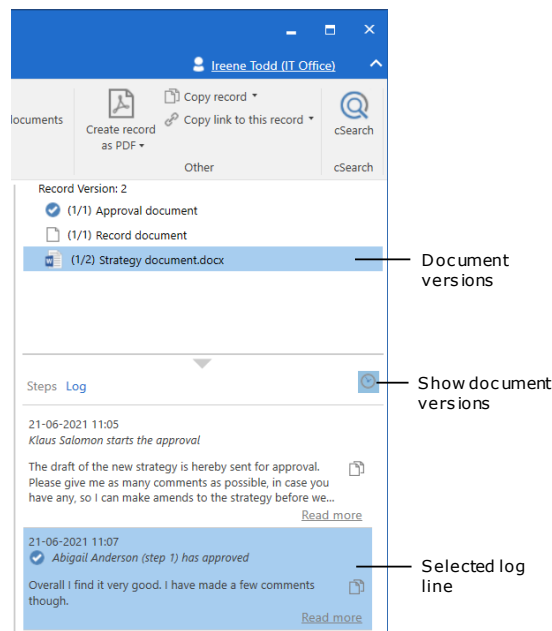 Ireene Todd (IT Office)
ocuments
Create record
as PDF
Copy record
Copy link to this record
Other
cSearch
cSearch
Record Version: 2
(1/1) Approval document
(1/1) Record document
(1/2) Strategy document.docx
Document
versions
Steps Log
Show document
versions
21-06-2021 11:05
Klaus Salomon starts the approval
The draft of the new strategy is hereby sent for approval.
Please give me as many comments as possible, in case you
have any, so I can make amends to the strategy before we...
Read more
21-06-2021 11:07
Abigail Anderson (step 1) has approved
Overall I find it very good. I have made a few comments
though.
Read more
Selected log
line